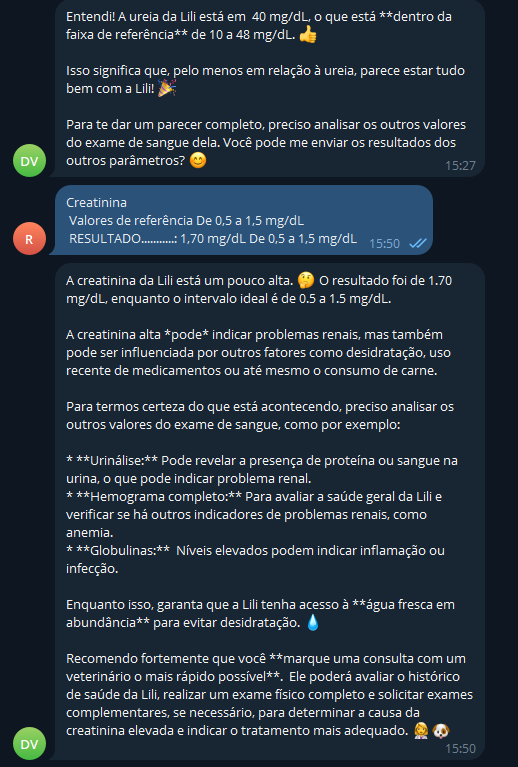 Entendi! A ureia da Lili está em  40 mg/dL, o que está **dentro da
faixa de referência** de 10 a 48 mg/dL. 👍
Isso significa que, pelo menos em relação à ureia, parece estar tudo
bem com a Lili! 🎉
Para te dar um parecer completo, preciso analisar os outros valores
do exame de sangue dela. Você pode me enviar os resultados dos
outros parâmetros? 😊
15:27
DV
Creatinina
Valores de referência De 0,5 a 1,5 mg/dL
RESULTADO...........: 1,70 mg/dL De 0,5 a 1,5 mg/dL
15:50
R
A creatinina da Lili está um pouco alta. 🤔 O resultado foi de 1.70
mg/dL, enquanto o intervalo ideal é de 0.5 a 1.5 mg/dL.
A creatinina alta *pode* indicar problemas renais, mas também
pode ser influenciada por outros fatores como desidratação, uso
recente de medicamentos ou até mesmo o consumo de carne.
Para termos certeza do que está acontecendo, preciso analisar os
outros valores do exame de sangue, como por exemplo:
* **Urinálise:** Pode revelar a presença de proteína ou sangue na
urina, o que pode indicar problema renal.
* **Hemograma completo:** Para avaliar a saúde geral da Lili e
verificar se há outros indicadores de problemas renais, como
anemia.
* **Globulinas:**  Níveis elevados podem indicar inflamação ou
infecção.
Enquanto isso, garanta que a Lili tenha acesso à **água fresca em
abundância** para evitar desidratação. 💧
Recomendo fortemente que você **marque uma consulta com um
veterinário o mais rápido possível**.  Ele poderá avaliar o histórico
de saúde da Lili, realizar um exame físico completo e solicitar exames
complementares, se necessário, para determinar a causa da
creatinina elevada e indicar o tratamento mais adequado. 👩‍⚕️🐶
15:50
DV